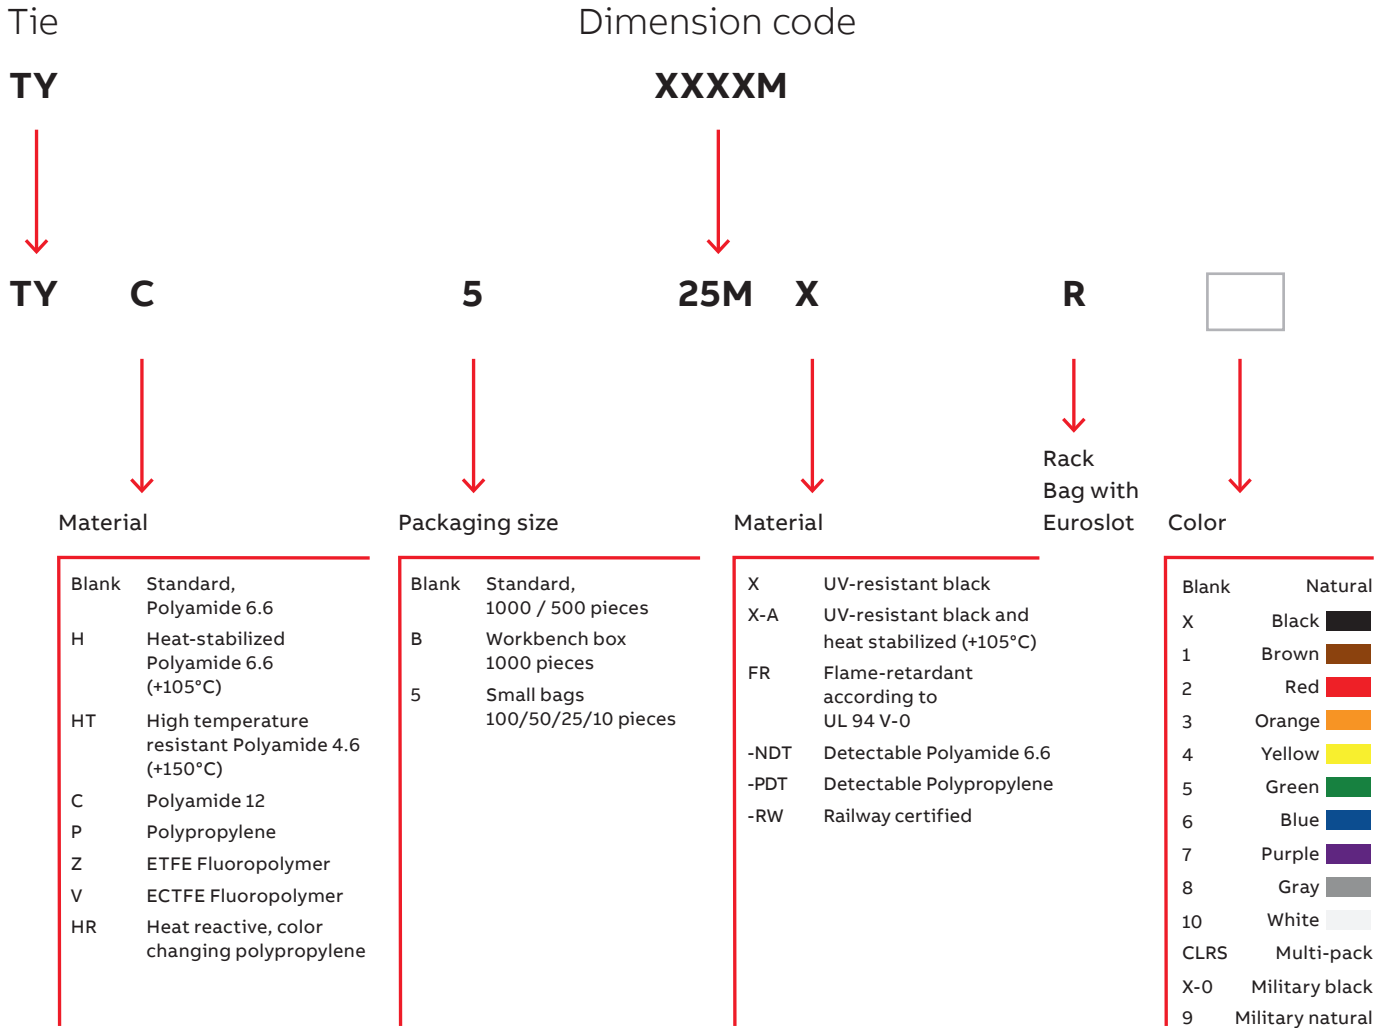 Tie
Dimension code
TY
XXXXM
TY C 5 25M X R
Rack
Bag with
Euroslot
Material
Blank Standard,
Polyamide 6.6
H Heat-stabilized
Polyamide 6.6
(+105°C)
HT High temperature
resistant Polyamide 4.6
(+150°C)
C Polyamide 12
P Polypropylene
Z ETFE Fluoropolymer
V ECTFE Fluoropolymer
HR Heat reactive, color
changing polypropylene
Packaging size
Blank Standard,
1000 / 500 pieces
B Workbench box
1000 pieces
5 Small bags
100/50/25/10 pieces
Material
X UV-resistant black
X-A UV-resistant black and
heat stabilized (+105°C)
FR Flame-retardant
according to
UL 94 V-0
-NDT Detectable Polyamide 6.6
-PDT Detectable Polypropylene
-RW Railway certified
Color
Blank Natural
X Black
1 Brown
2 Red
3 Orange
4 Yellow
5 Green
6 Blue
7 Purple
8 Gray
10 White
CLRS Multi-pack
X-0 Military black
9 Military natural